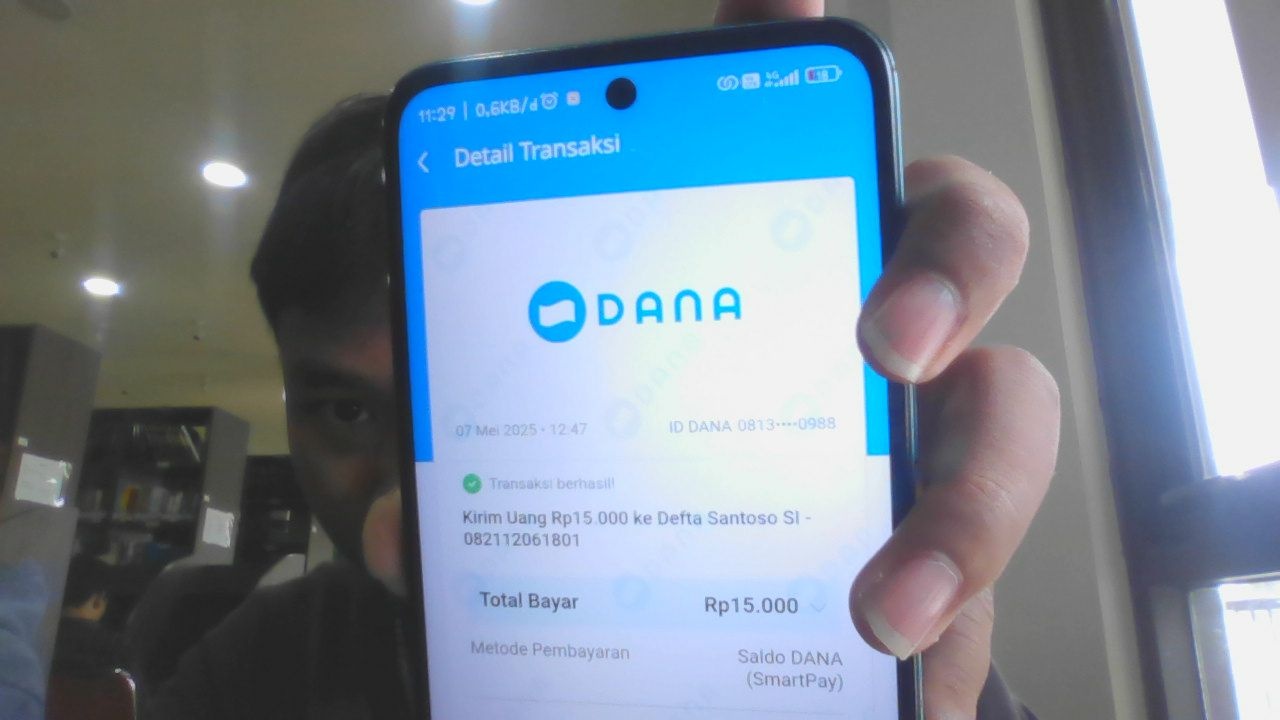 11:29 | 0,6KB/d
Detail Transaksi
DANA
07 Mei 2025 • 12:47
ID DANA 0813····0988
Transaksi berhasil!
Kirim Uang Rp15.000 ke Defta Santoso SI -
082112061801
Total Bayar
Rp15.000
Metode Pembayaran
Saldo DANA
(SmartPay)